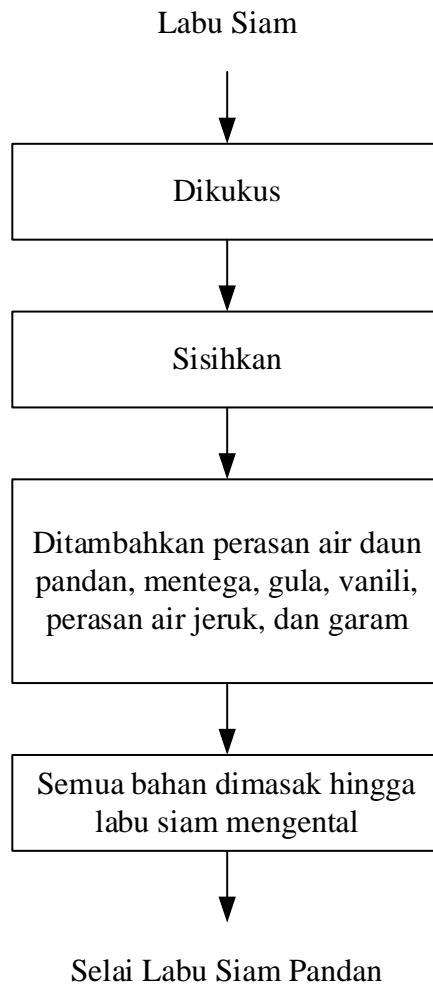 Labu Siam
Dikukus
Sisihkan
Ditambahkan perasan air daun
pandan, mentega, gula, vanili,
perasan air jeruk, dan garam
Semua bahan dimasak hingga
labu siam mengental
Selai Labu Siam Pandan